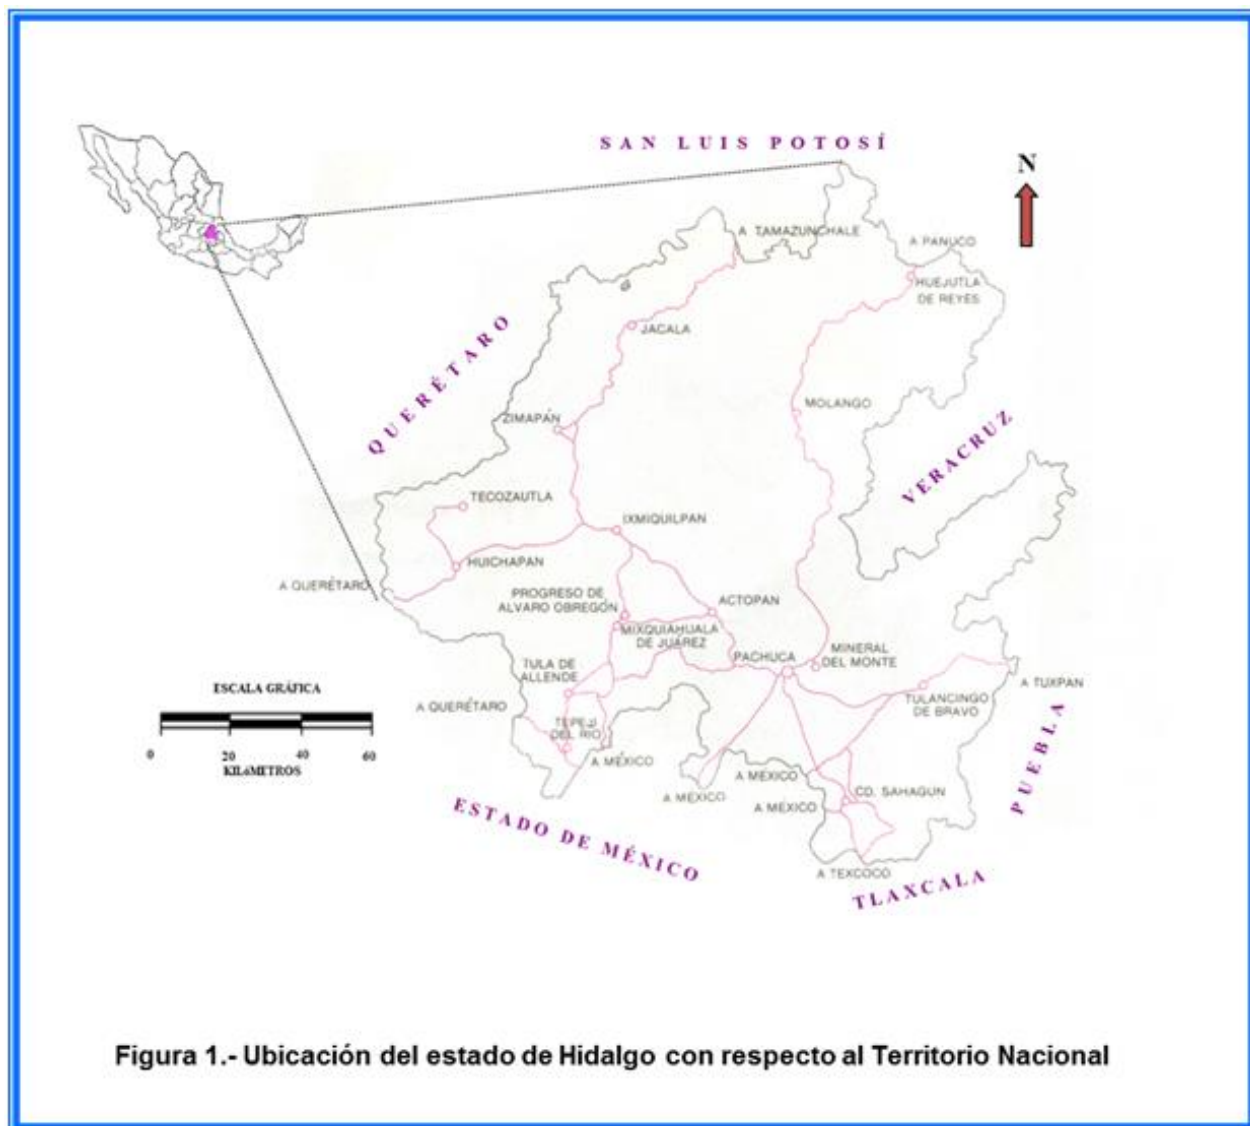 SAN LUIS POTOSÍ
N
A TAMAZUNCHALE
A PANUCO
HUEJUTLA
DE REYES
QUERÉTARO
JACALA
ZIMAPÁN
MOLANGO
VERACRUZ
TECOZAUTLA
IXMIQUILPAN
HUICHAPAN
A QUERÉTARO
PROGRESO DE
ALVARO OBREGÓN
ACTOPAN
MIXQUIAHUALA
DE JUÁREZ
PACHUCA
MINERAL
DEL MONTE
TULA DE
ALLENDE
A TUXPAN
ESCALA GRÁFICA
A QUERÉTARO
TULANCINGO
DE BRAVO
TEPEJÍ
DEL RÍO
0 20 40 60
KILóMETROS
A MÉXICO
A MÉXICO
A MÉXICO
A MÉXICO
CD. SAHAGUN
PUEBLA
ESTADO DE MÉXICO
A TEXCOCO
TLAXCALA
Figura 1.- Ubicación del estado de Hidalgo con respecto al Territorio Nacional